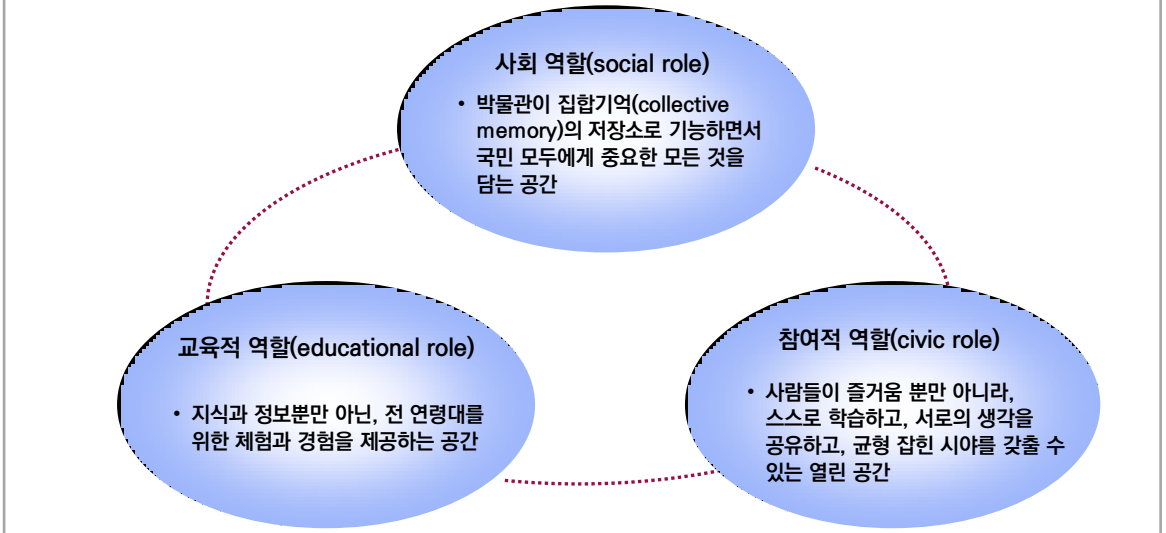 사회 역할(social role)
• 박물관이 집합기억(collective
memory)의 저장소로 기능하면서
국민 모두에게 중요한 모든 것을
담는 공간
교육적 역할(educational role)
• 지식과 정보뿐만 아닌, 전 연령대를
위한 체험과 경험을 제공하는 공간
참여적 역할(civic role)
• 사람들이 즐거움 뿐만 아니라,
스스로 학습하고, 서로의 생각을
공유하고, 균형 잡힌 시야를 갖출 수
있는 열린 공간